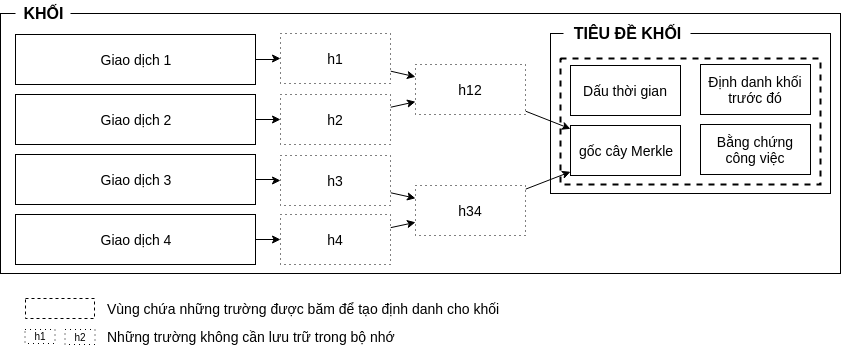 KHỐI
TIÊU ĐỀ KHỐI
Giao dịch 1
h1
Giao dịch 2
h2
h12
Giao dịch 3
h3
Giao dịch 4
h4
h34
Dấu thời gian
Định danh khối
trước đó
gốc cây Merkle
Bằng chứng
công việc
Vùng chứa những trường được băm để tạo định danh cho khối
h1 h2 Những trường không cần lưu trữ trong bộ nhớ